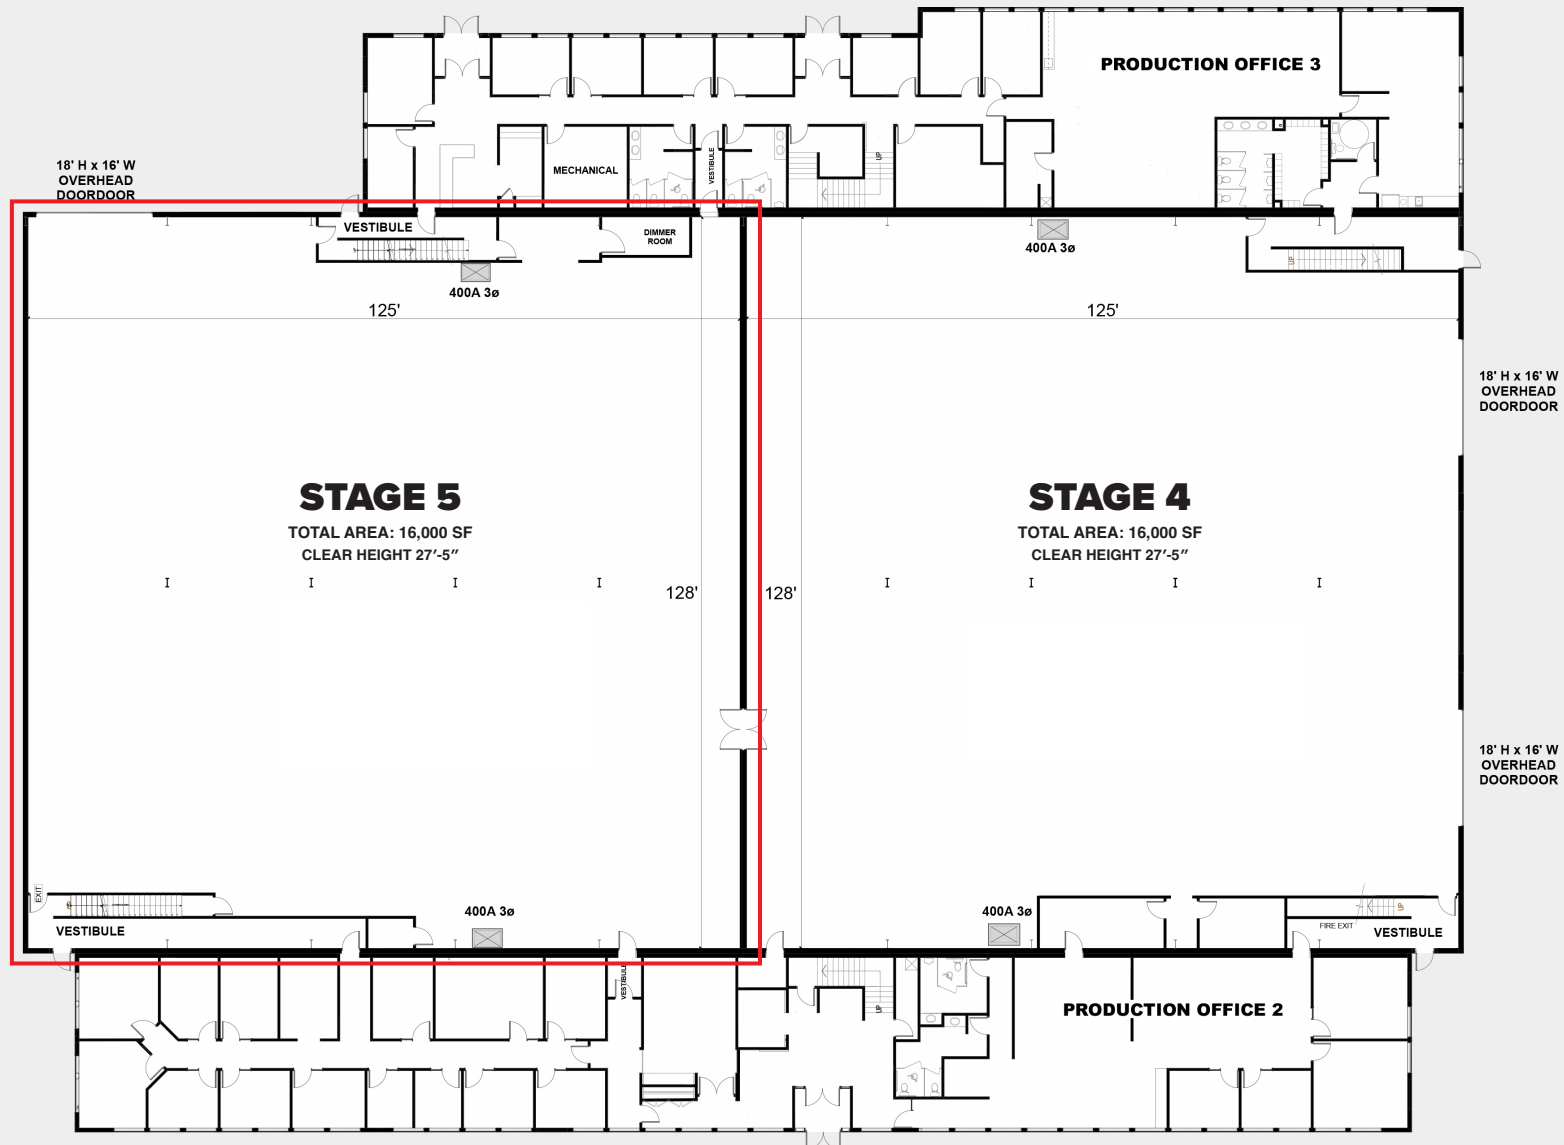 PRODUCTION OFFICE 3
18' H x 16' W
OVERHEAD
DOORDOOR
MECHANICAL
VESTIBULE
UP
VESTIBULE
DIMMER
ROOM
400A 3ø
400A 3ø
UP
125'
125'
18' H x 16' W
OVERHEAD
DOORDOOR
STAGE 5
TOTAL AREA: 16,000 SF
CLEAR HEIGHT 27′-5″
STAGE 4
TOTAL AREA: 16,000 SF
CLEAR HEIGHT 27′-5″
128'
128'
18' H x 16' W
OVERHEAD
DOORDOOR
EXIT
UP
VESTIBULE
400A 3ø
400A 3ø
UP
FIRE EXIT
VESTIBULE
VESTIBULE
UP
PRODUCTION OFFICE 2